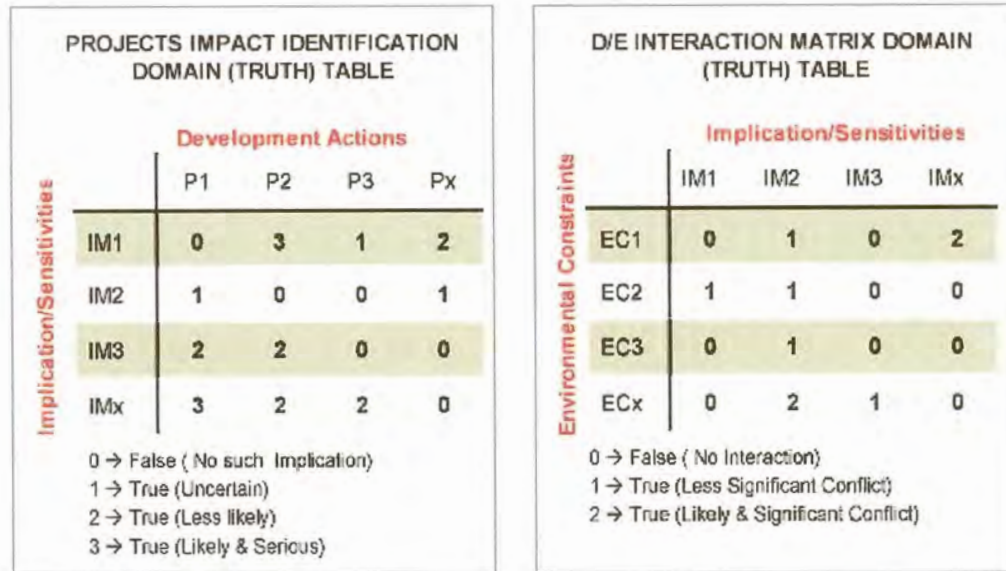 PROJECTS IMPACT IDENTIFICATION
DOMAIN (TRUTH) TABLE
Development Actions
Implication/Sensitivities
P1 P2 P3 Px
IM1 0 3 1 2
IM2 1 0 0 1
IM3 2 2 0 0
IMx 3 2 2 0
0 → False ( No such Implication)
1 → True (Uncertain)
2 → True (Less likely)
3 → True (Likely & Serious)
D/E INTERACTION MATRIX DOMAIN
(TRUTH) TABLE
Implication/Sensitivities
Environmental Constraints
IM1 IM2 IM3 IMx
EC1 0 1 0 2
EC2 1 1 0 0
EC3 0 1 0 0
ECx 0 2 1 0
0 → False ( No Interaction)
1 → True (Less Significant Conflict)
2 → True (Likely & Significant Conflict)